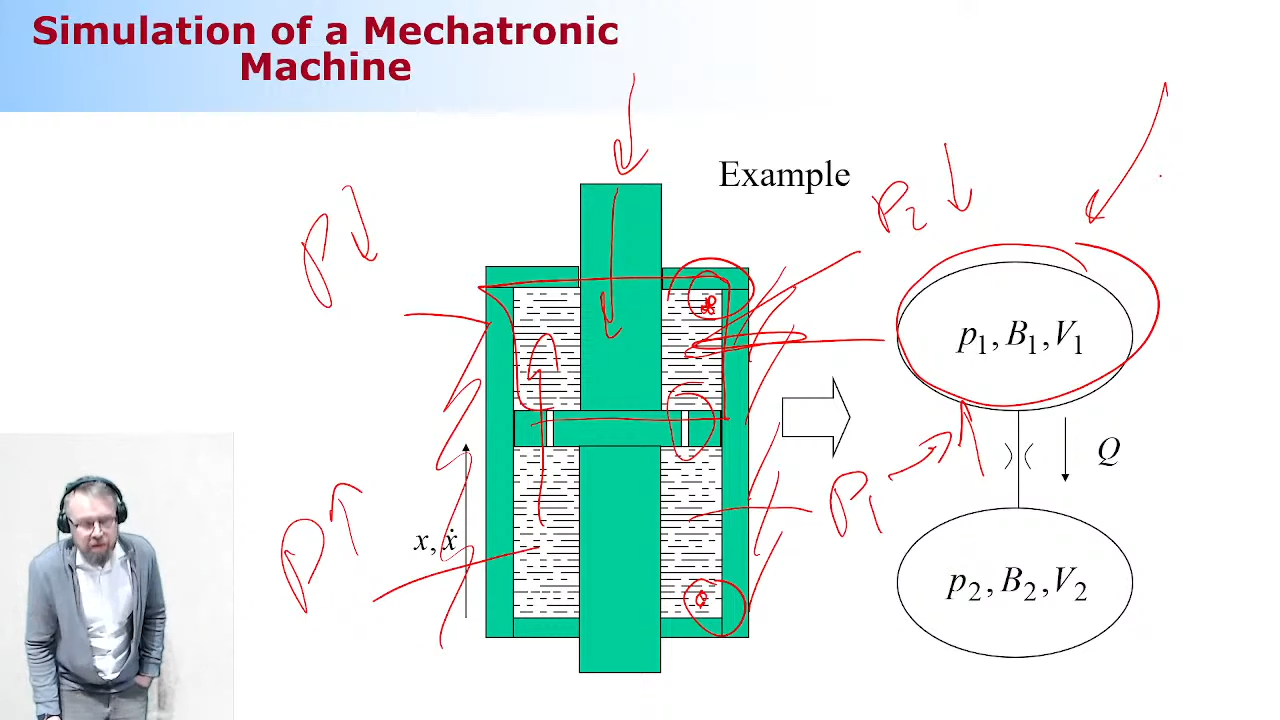 Simulation of a Mechatronic
Machine
Example
P↓
P₂ ↓
p₁, B₁, V₁
Q
P₁
P↑
x, ẋ
p₂, B₂, V₂